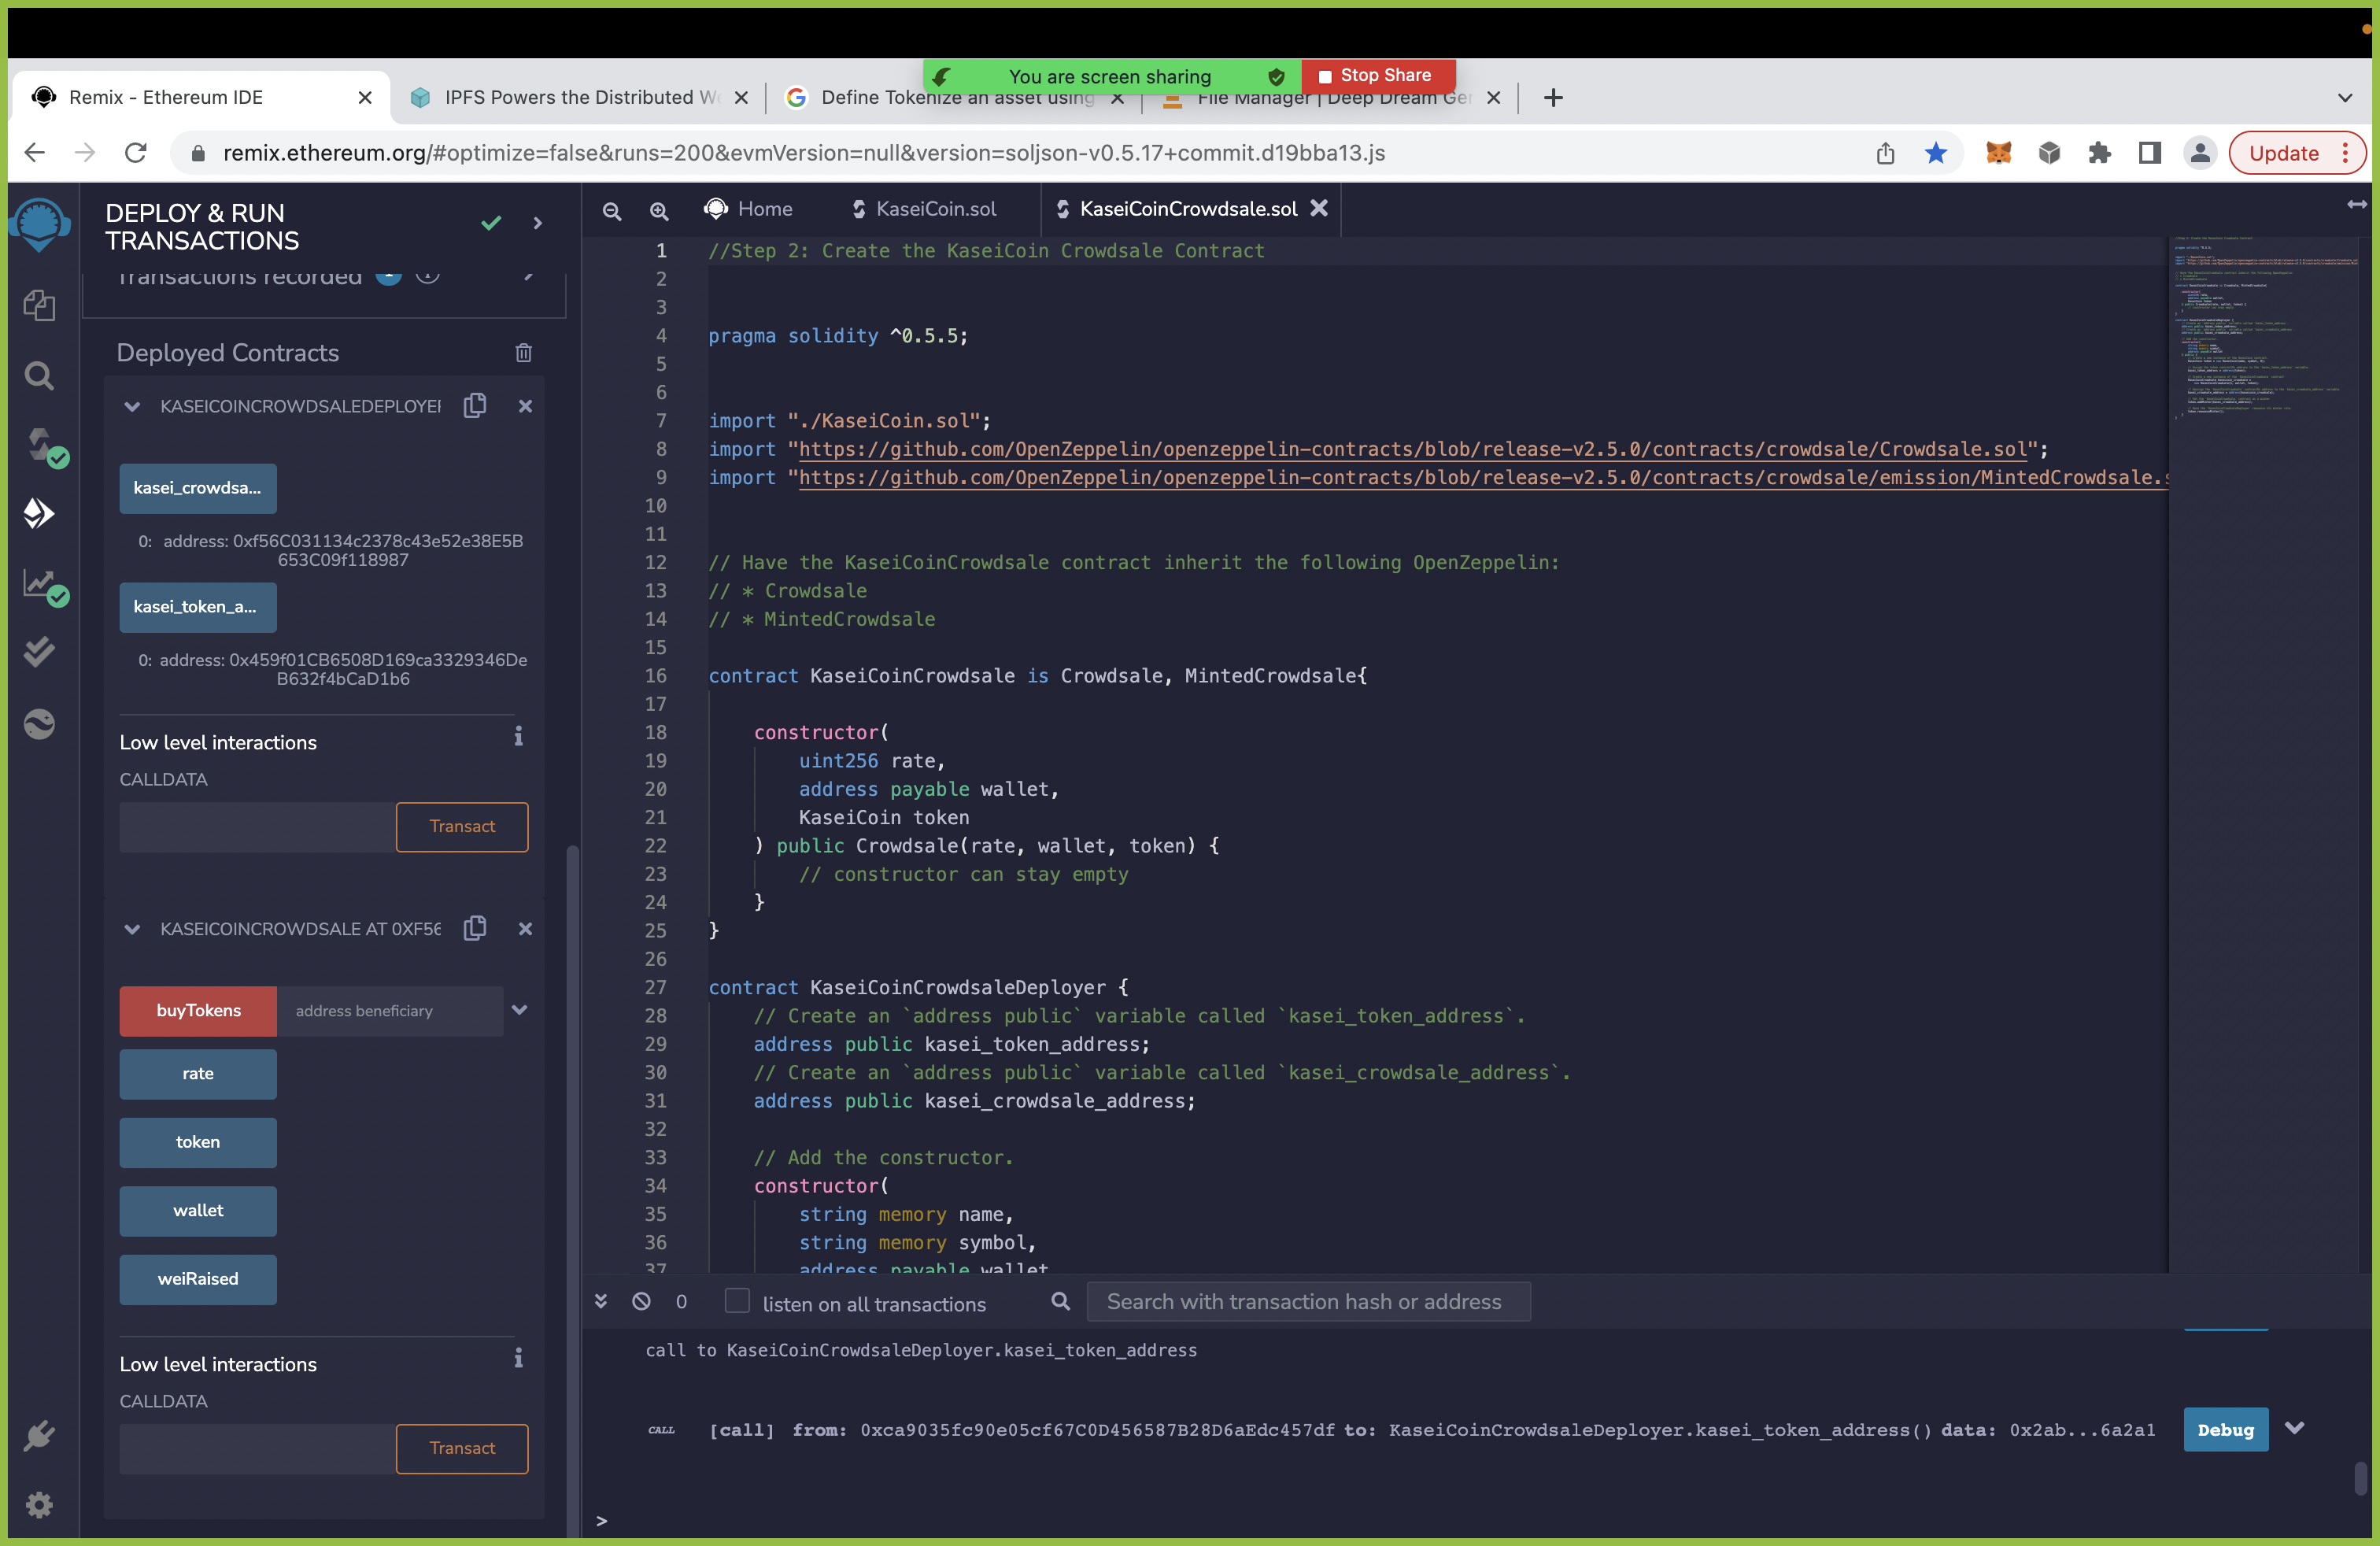 You are screen sharing
Stop Share
Remix - Ethereum IDE
IPFS Powers the Distributed We
Define Tokenize an asset using
File Manager | Deep Dream Ger
remix.ethereum.org/#optimize=false&runs=200&evmVersion=null&version=soljson-v0.5.17+commit.d19bba13.js
Update
DEPLOY & RUN
TRANSACTIONS
Transactions recorded
Deployed Contracts
KASEICOINCROWDSALEDEPLOYER
kasei_crowdsa...
0: address: 0xf56C031134c2378c43e52e38E5B
653C09f118987
kasei_token_a...
0: address: 0x459f01CB6508D169ca3329346De
B632f4bCaD1b6
Low level interactions
CALLDATA
Transact
KASEICOINCROWDSALE AT 0XF56
buyTokens
address beneficiary
rate
token
wallet
weiRaised
Low level interactions
CALLDATA
Transact
Home
KaseiCoin.sol
KaseiCoinCrowdsale.sol
1 //Step 2: Create the KaseiCoin Crowdsale Contract
2
3
4 pragma solidity ^0.5.5;
5
6
7 import "./KaseiCoin.sol";
8 import "https://github.com/OpenZeppelin/openzeppelin-contracts/blob/release-v2.5.0/contracts/crowdsale/Crowdsale.sol";
9 import "https://github.com/OpenZeppelin/openzeppelin-contracts/blob/release-v2.5.0/contracts/crowdsale/emission/MintedCrowdsale.s
10
11
12 // Have the KaseiCoinCrowdsale contract inherit the following OpenZeppelin:
13 // * Crowdsale
14 // * MintedCrowdsale
15
16 contract KaseiCoinCrowdsale is Crowdsale, MintedCrowdsale{
17
18 constructor(
19 uint256 rate,
20 address payable wallet,
21 KaseiCoin token
22 ) public Crowdsale(rate, wallet, token) {
23 // constructor can stay empty
24 }
25 }
26
27 contract KaseiCoinCrowdsaleDeployer {
28 // Create an `address public` variable called `kasei_token_address`.
29 address public kasei_token_address;
30 // Create an `address public` variable called `kasei_crowdsale_address`.
31 address public kasei_crowdsale_address;
32
33 // Add the constructor.
34 constructor(
35 string memory name,
36 string memory symbol,
37 address payable wallet
0
listen on all transactions
Search with transaction hash or address
call to KaseiCoinCrowdsaleDeployer.kasei_token_address
CALL [call] from: 0xca9035fc90e05cf67C0D456587B28D6aEdc457df to: KaseiCoinCrowdsaleDeployer.kasei_token_address() data: 0x2ab...6a2a1
Debug
>